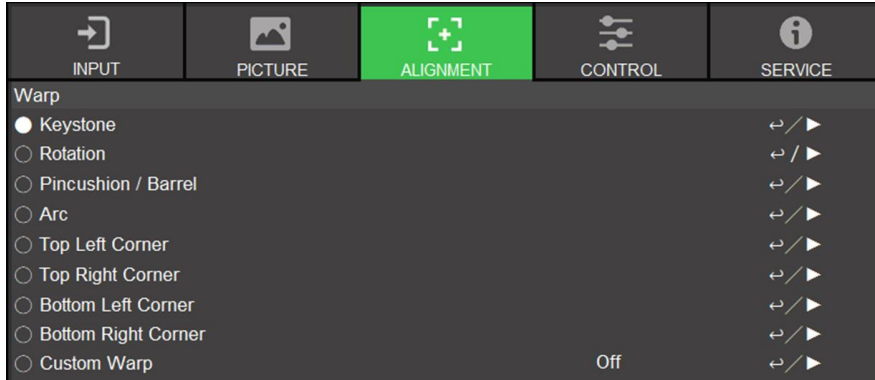 INPUT PICTURE ALIGNMENT CONTROL SERVICE
Warp
Keystone ↩/▶
Rotation ↩/▶
Pincushion / Barrel ↩/▶
Arc ↩/▶
Top Left Corner ↩/▶
Top Right Corner ↩/▶
Bottom Left Corner ↩/▶
Bottom Right Corner ↩/▶
Custom Warp Off ↩/▶